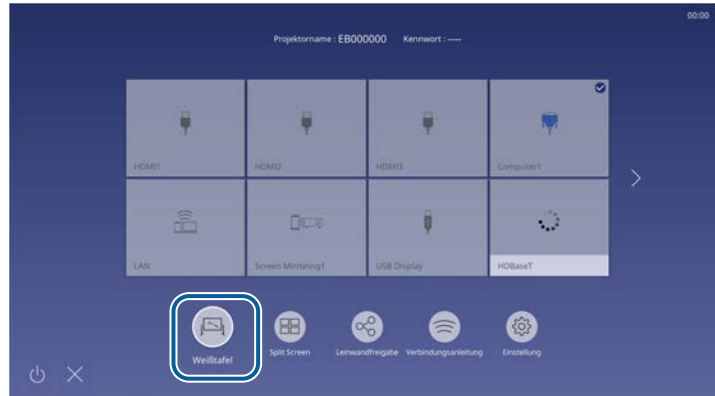 00:00
Projektorname : EB000000 Kennwort : -----
HDMI1 HDMI2 HDMI3 Computer1
LAN Screen Mirroring1 USB Display HDBaseT
Weißtafel Split Screen Leinwandfreigabe Verbindungsanleitung Einstellung